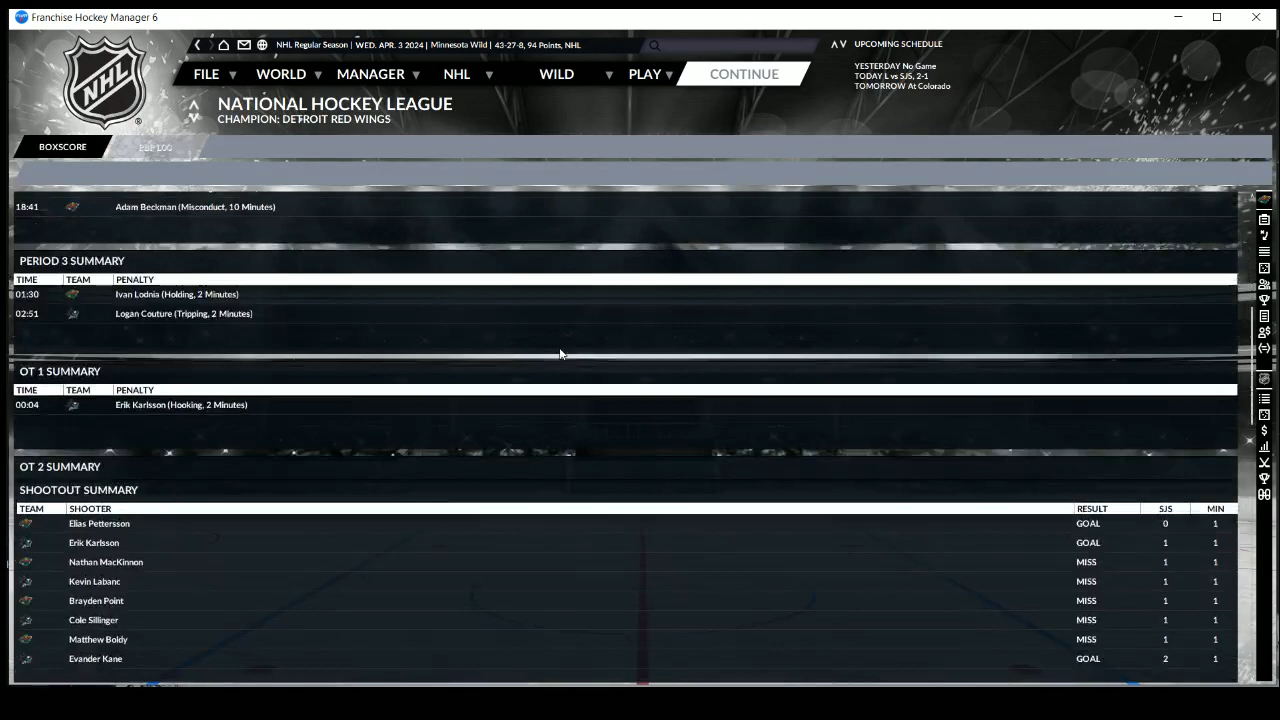 Franchise Hockey Manager 6
NHL Regular Season | WED. APR. 3 2024 | Minnesota Wild | 43-27-8, 94 Points, NHL
UPCOMING SCHEDULE
YESTERDAY No Game
TODAY L vs SJS, 2-1
TOMORROW At Colorado
FILE WORLD MANAGER NHL WILD PLAY CONTINUE
NHL
NATIONAL HOCKEY LEAGUE
CHAMPION: DETROIT RED WINGS
BOXSCORE PBP LOG
18:41 Adam Beckman (Misconduct, 10 Minutes)
PERIOD 3 SUMMARY
TIME TEAM PENALTY
01:30 Ivan Lodnia (Holding, 2 Minutes)
02:51 Logan Couture (Tripping, 2 Minutes)
OT 1 SUMMARY
TIME TEAM PENALTY
00:04 Erik Karlsson (Hooking, 2 Minutes)
OT 2 SUMMARY
SHOOTOUT SUMMARY
TEAM SHOOTER RESULT SJS MIN
Elias Pettersson GOAL 0 1
Erik Karlsson GOAL 1 1
Nathan MacKinnon MISS 1 1
Kevin Labanc MISS 1 1
Brayden Point MISS 1 1
Cole Sillinger MISS 1 1
Matthew Boldy MISS 1 1
Evander Kane GOAL 2 1